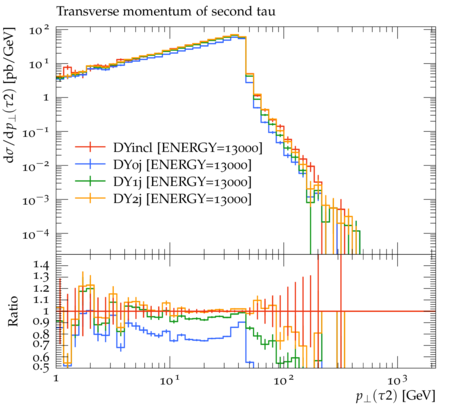 Transverse momentum of second tau
dσ/dp⊥(τ2) [pb/GeV]
10²
10¹
1
10⁻¹
10⁻²
10⁻³
10⁻⁴
DYincl [ENERGY=13000]
DY0j [ENERGY=13000]
DY1j [ENERGY=13000]
DY2j [ENERGY=13000]
Ratio
1.4
1.3
1.2
1.1
1
0.9
0.8
0.7
0.6
0.5
1
10¹
10²
10³
p⊥(τ2) [GeV]